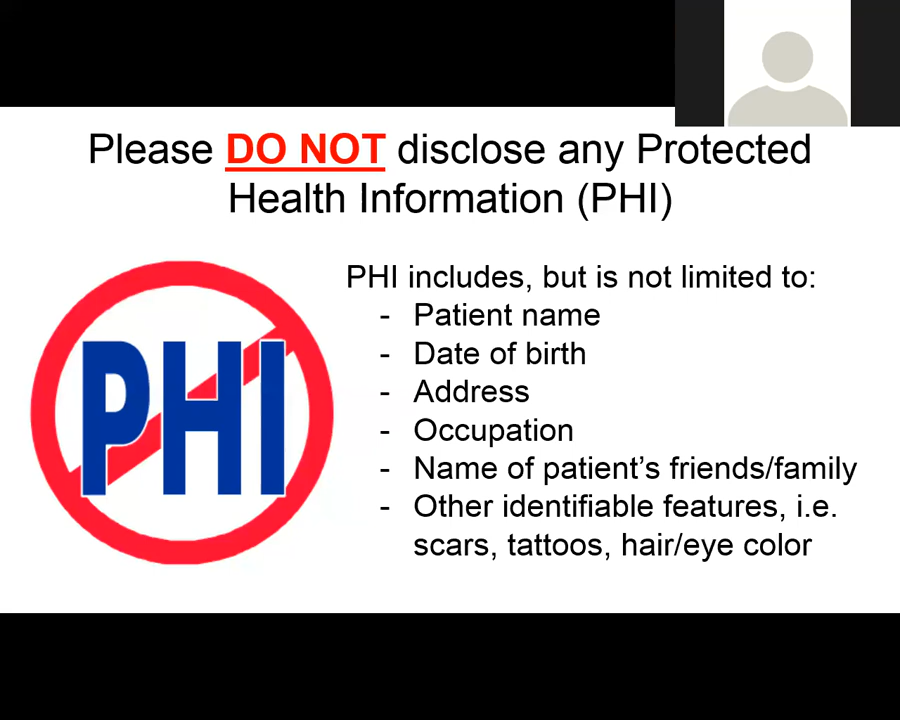 Please DO NOT disclose any Protected
Health Information (PHI)
PHI
PHI includes, but is not limited to:
- Patient name
- Date of birth
- Address
- Occupation
- Name of patient's friends/family
- Other identifiable features, i.e.
scars, tattoos, hair/eye color